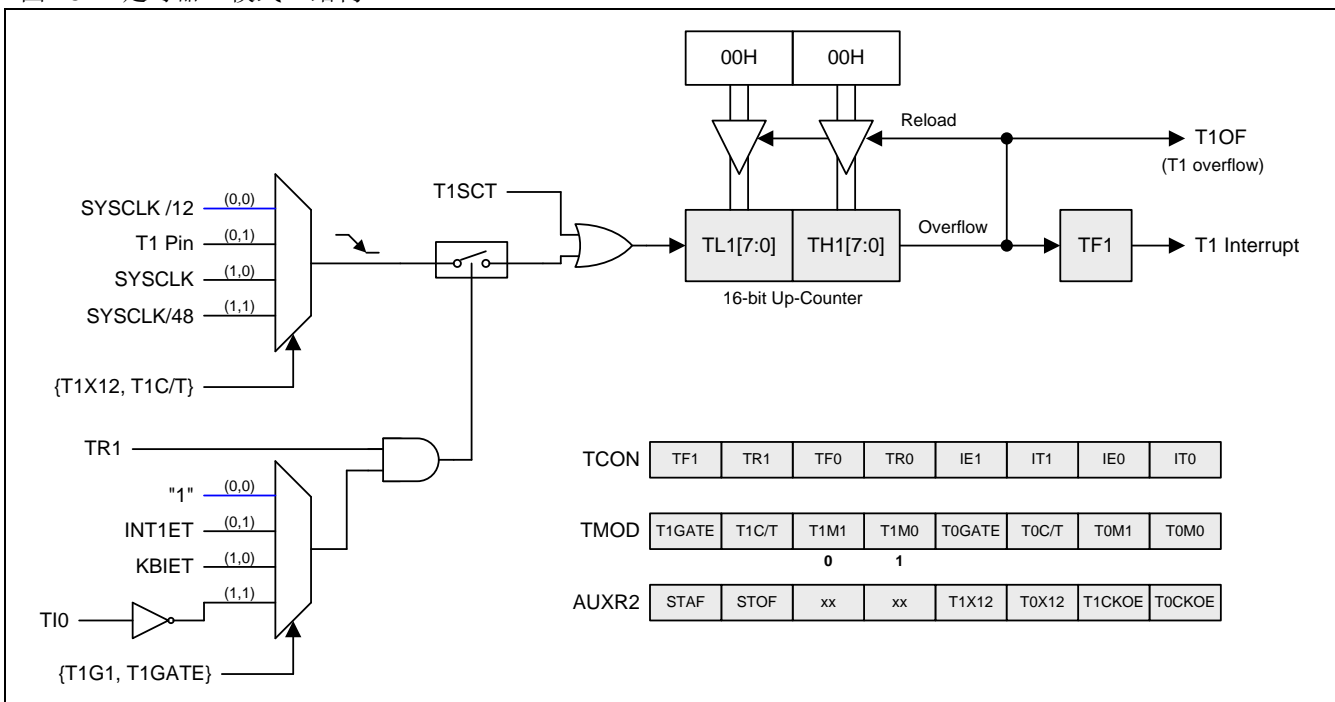 00H 00H
Reload
T1OF
(T1 overflow)
T1SCT
SYSCLK /12 (0,0)
T1 Pin (0,1)
SYSCLK (1,0)
SYSCLK/48 (1,1)
TL1[7:0] TH1[7:0] Overflow TF1 T1 Interrupt
16-bit Up-Counter
{T1X12, T1C/T}
TR1
"1" (0,0)
INT1ET (0,1)
KBIET (1,0)
TI0 (1,1)
{T1G1, T1GATE}
TCON TF1 TR1 TF0 TR0 IE1 IT1 IE0 IT0
TMOD T1GATE T1C/T T1M1 T1M0 T0GATE T0C/T T0M1 T0M0
0 1
AUXR2 STAF STOF xx xx T1X12 T0X12 T1CKOE T0CKOE